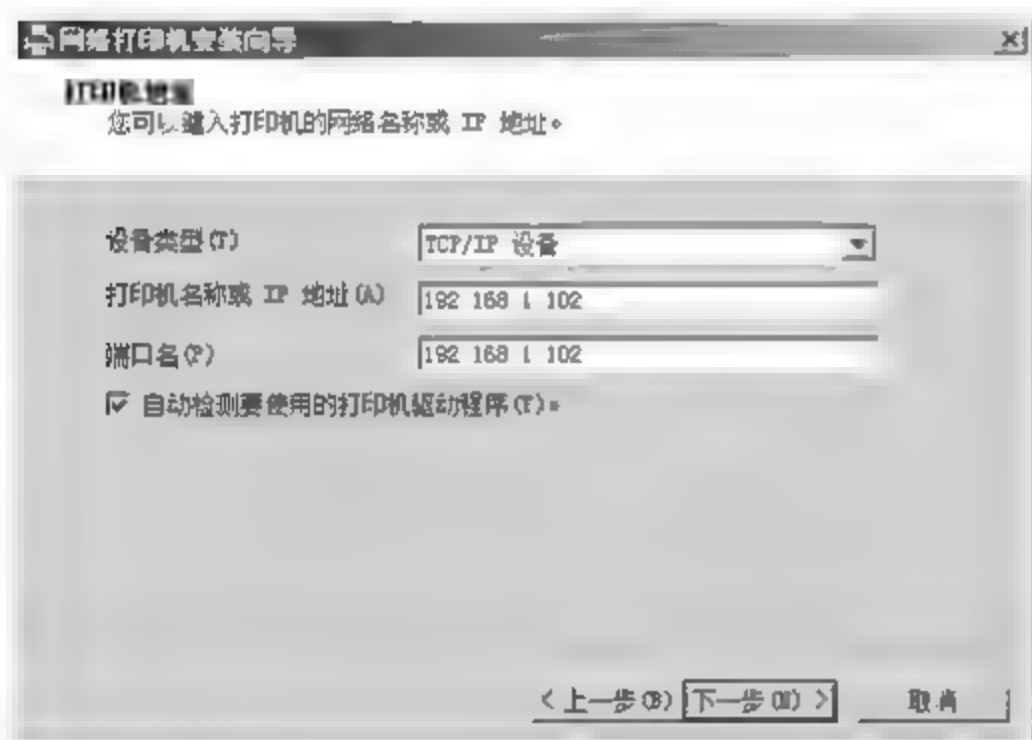 网络打印机安装向导
打印机地址
您可以键入打印机的网络名称或 IP 地址。
设备类型(T) TCP/IP 设备
打印机名称或 IP 地址(A) 192 168 1 102
端口名(P) 192 168 1 102
自动检测要使用的打印机驱动程序(T)。
< 上一步(B) 下一步(N) > 取消